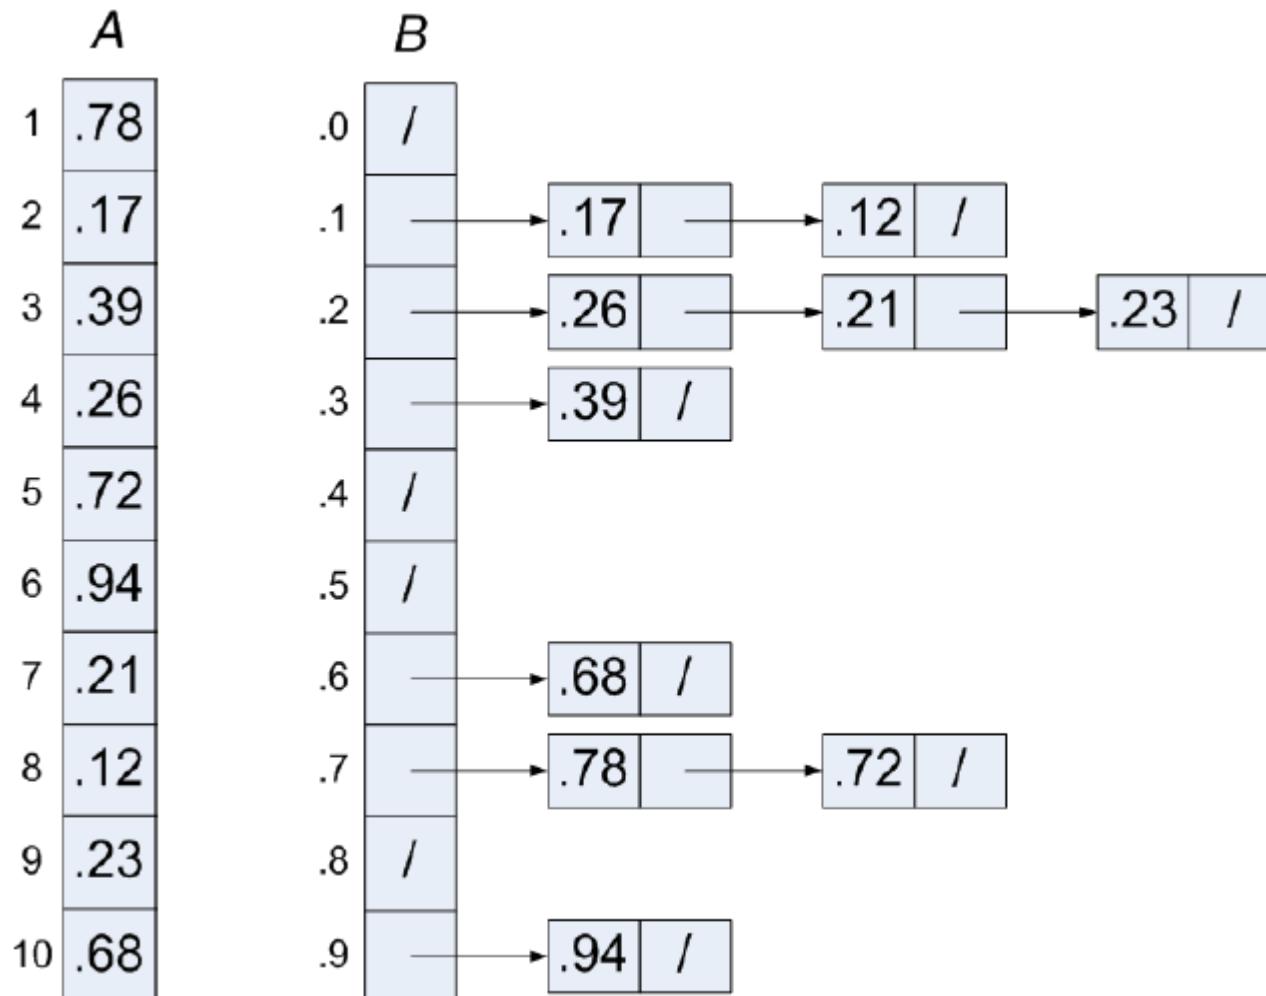 A B
1 .78 .0 /
2 .17 .1 .17 .12 /
3 .39 .2 .26 .21 .23 /
4 .26 .3 .39 /
5 .72 .4 /
6 .94 .5 /
7 .21 .6 .68 /
8 .12 .7 .78 .72 /
9 .23 .8 /
10 .68 .9 .94 /